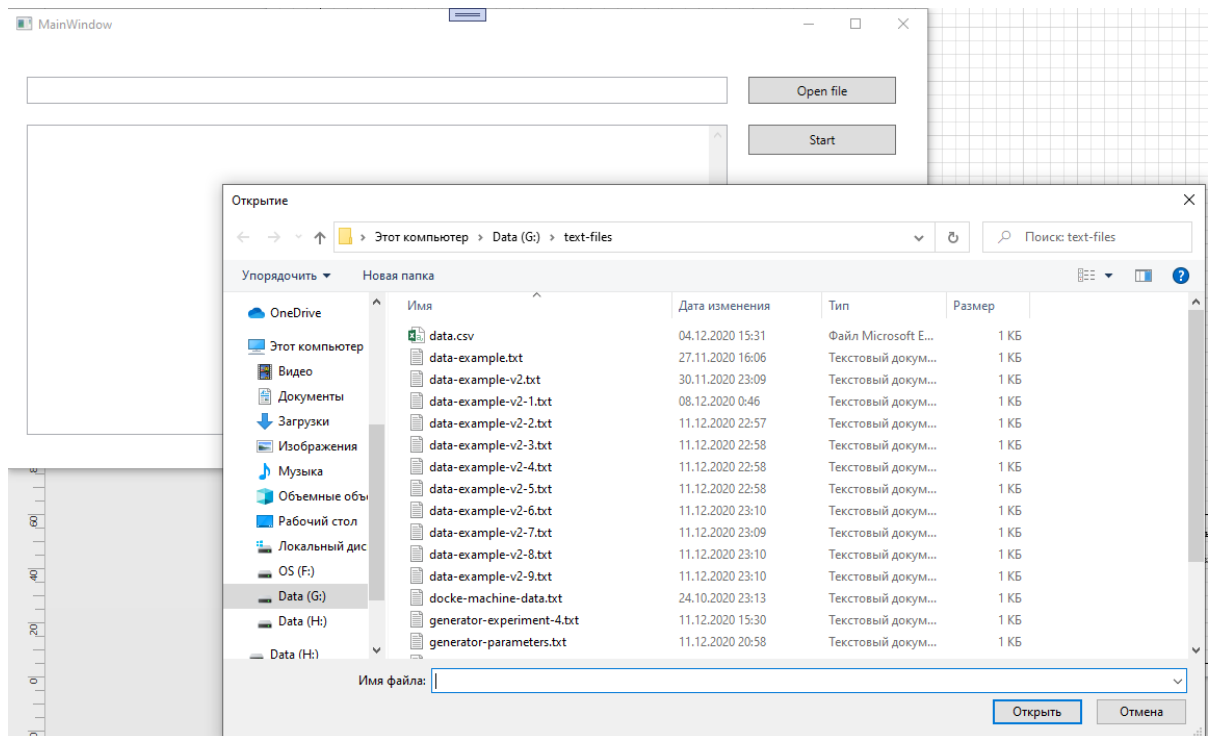 MainWindow
Open file
Start
Открытие
Этот компьютер > Data (G:) > text-files
Поиск: text-files
Упорядочить Новая папка
OneDrive
Этот компьютер
Видео
Документы
Загрузки
Изображения
Музыка
Объемные объ
Рабочий стол
Локальный дис
OS (F:)
Data (G:)
Data (H:)
Data (H:)
Имя Дата изменения Тип Размер
data.csv 04.12.2020 15:31 Файл Microsoft E... 1 КБ
data-example.txt 27.11.2020 16:06 Текстовый докум... 1 КБ
data-example-v2.txt 30.11.2020 23:09 Текстовый докум... 1 КБ
data-example-v2-1.txt 08.12.2020 0:46 Текстовый докум... 1 КБ
data-example-v2-2.txt 11.12.2020 22:57 Текстовый докум... 1 КБ
data-example-v2-3.txt 11.12.2020 22:58 Текстовый докум... 1 КБ
data-example-v2-4.txt 11.12.2020 22:58 Текстовый докум... 1 КБ
data-example-v2-5.txt 11.12.2020 22:58 Текстовый докум... 1 КБ
data-example-v2-6.txt 11.12.2020 23:10 Текстовый докум... 1 КБ
data-example-v2-7.txt 11.12.2020 23:09 Текстовый докум... 1 КБ
data-example-v2-8.txt 11.12.2020 23:10 Текстовый докум... 1 КБ
data-example-v2-9.txt 11.12.2020 23:10 Текстовый докум... 1 КБ
docke-machine-data.txt 24.10.2020 23:13 Текстовый докум... 1 КБ
generator-experiment-4.txt 11.12.2020 15:30 Текстовый докум... 1 КБ
generator-parameters.txt 11.12.2020 20:58 Текстовый докум... 1 КБ
Имя файла:
Открыть Отмена
60
40
20
0